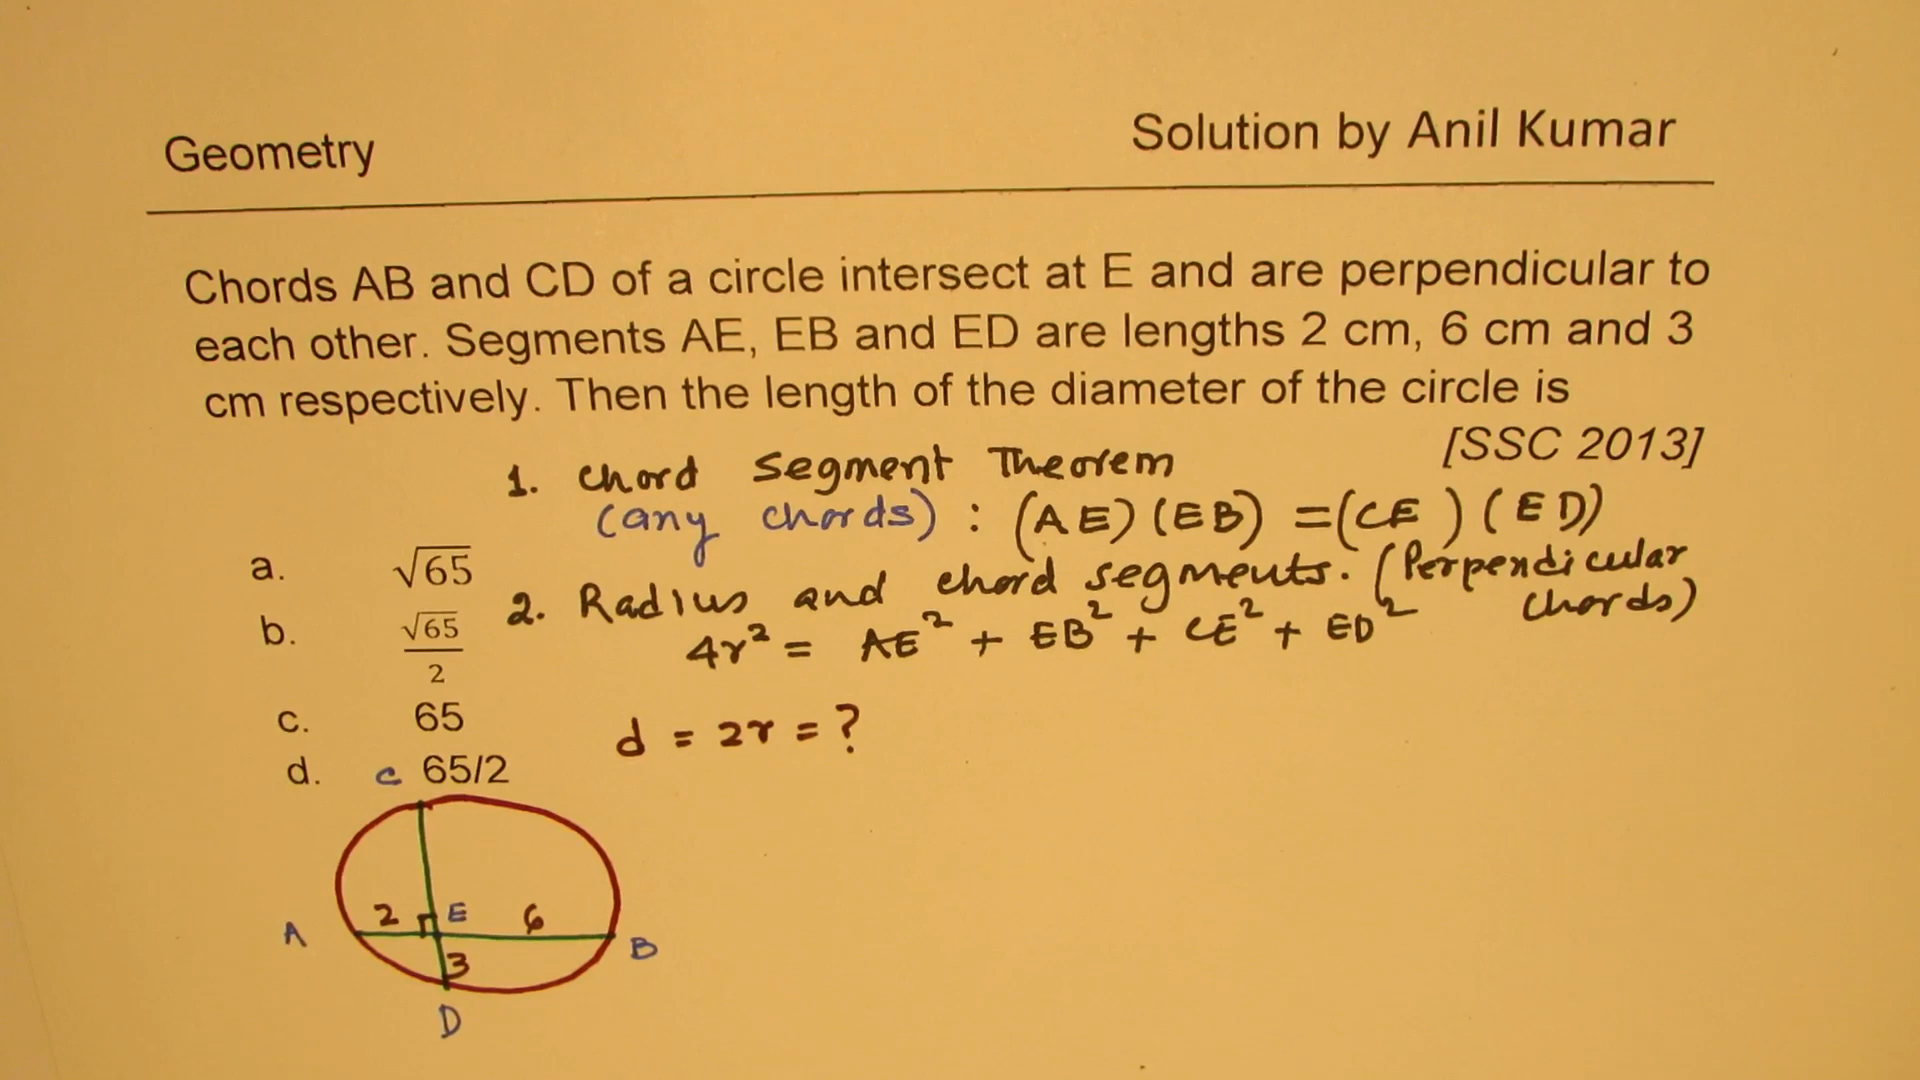 Geometry
Solution by Anil Kumar
Chords AB and CD of a circle intersect at E and are perpendicular to
each other. Segments AE, EB and ED are lengths 2 cm, 6 cm and 3
cm respectively. Then the length of the diameter of the circle is
[SSC 2013]
1. Chord Segment Theorem
(any chords) : (AE) (EB) = (CE) (ED)
2. Radius and chord segments. (Perpendicular
chords)
4r² = AE² + EB² + CE² + ED²
d = 2r = ?
a. √65
b. √65/2
c. 65
d. 65/2
C
2 E 6
A B
3
D